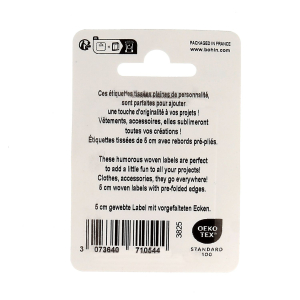 PACKAGED IN FRANCE
www.bohin.com
Ces étiquettes tissées pleines de personnalité,
sont parfaites pour ajouter
une touche d'originalité à vos projets !
Vêtements, accessoires, elles sublimeront
toutes vos créations !
Étiquettes tissées de 5 cm avec rebords pré-pliés.
These humorous woven labels are perfect
to add a little fun to all your projects!
Clothes, accessories, they go everywhere!
5 cm woven labels with pre-folded edges.
5 cm gewebte Label mit vorgefalteten Ecken.
3825
3 073640 710544
OEKO
TEX
STANDARD
100